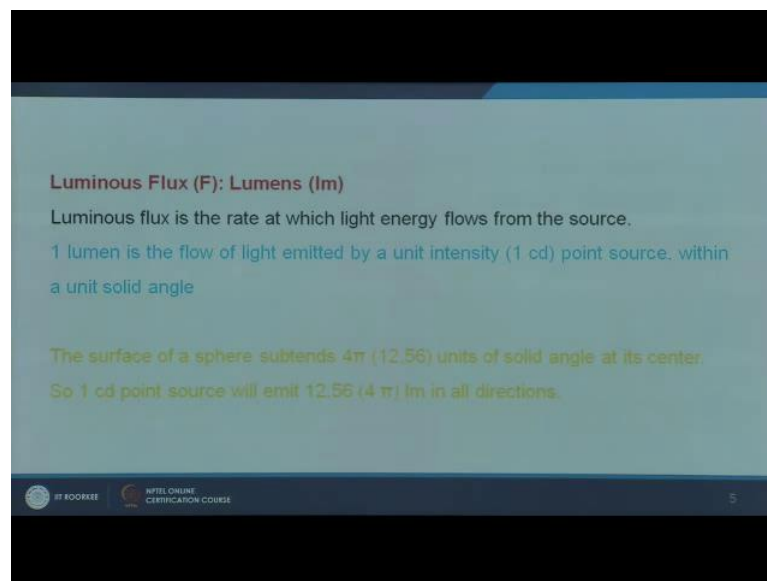 Luminous Flux (F): Lumens (lm)
Luminous flux is the rate at which light energy flows from the source.
1 lumen is the flow of light emitted by a unit intensity (1 cd) point source. within
a unit solid angle
The surface of a sphere subtends 4π (12.56) units of solid angle at its center.
So 1 cd point source will emit 12.56 (4 π) lm in all directions.
IIT ROORKEE
NPTEL ONLINE
CERTIFICATION COURSE
5